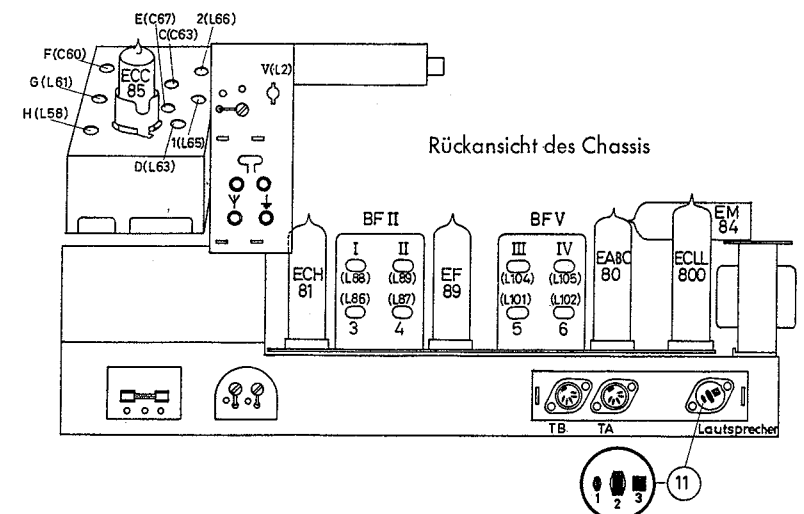 E(C67)
C(C63)
2(L66)
F(C60)
V(L2)
ECC
85
G(L61)
H(L58)
1(L65)
D(L63)
Rückansicht des Chassis
BF II
BF V
EM
84
I
II
III
IV
ECH
81
(L88)
(L89)
EF
89
(L104)
(L105)
EABC
80
ECLL
800
(L86)
(L87)
(L101)
(L102)
3
4
5
6
TB
TA
Lautsprecher
11
1
2
3